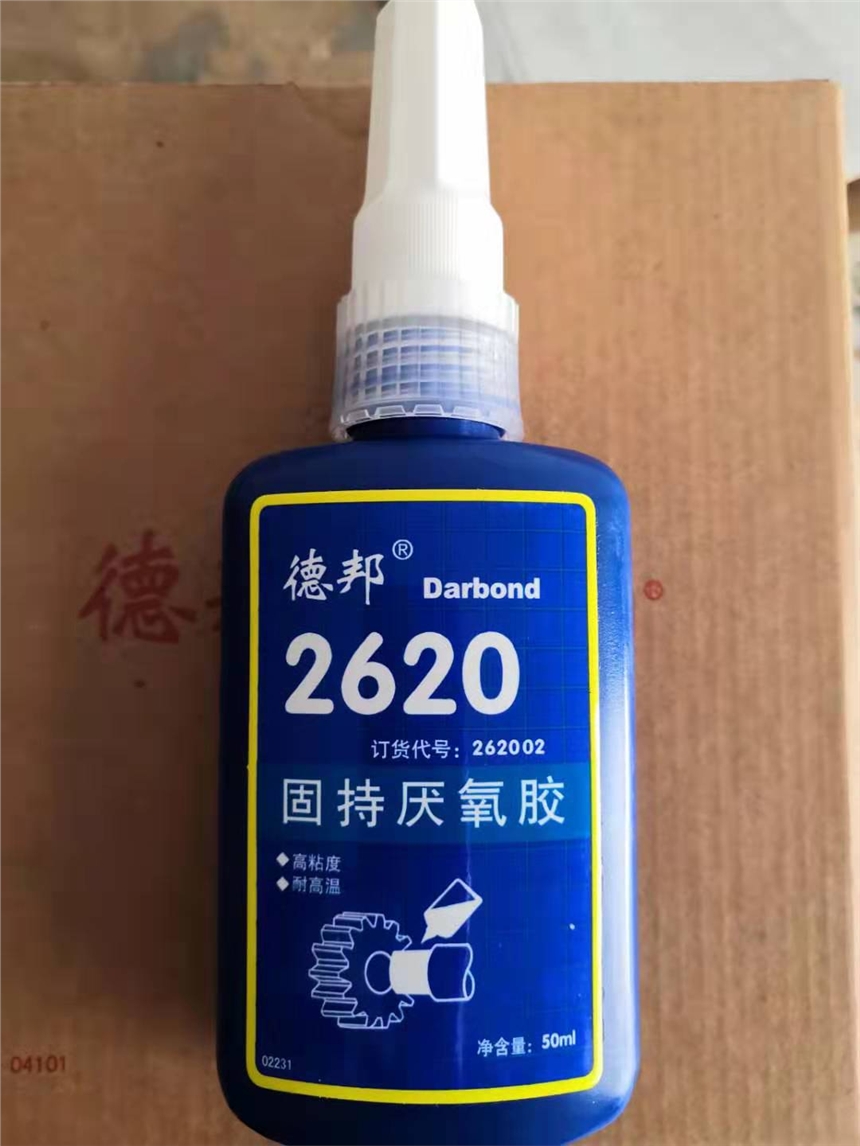 德邦® Darbond
2620
订货代号：262002
固持厌氧胶
◆高粘度
◆耐高温
净含量：50ml
02231
德
®
04101